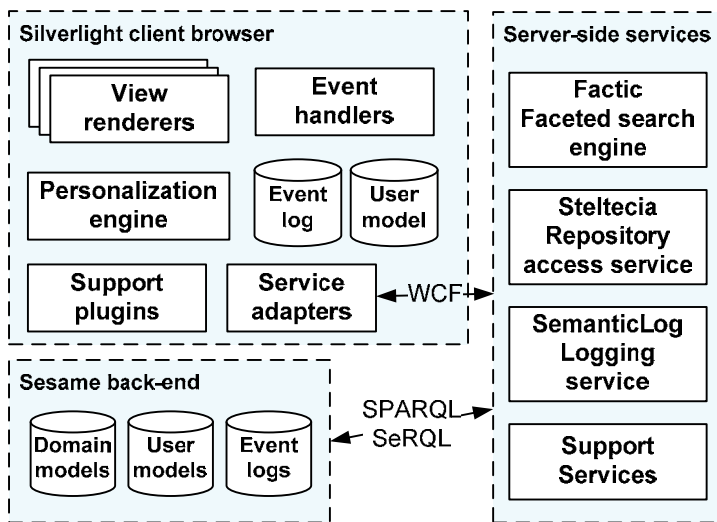 Silverlight client browser
View
renderers
Event
handlers
Personalization
engine
Event
log
User
model
Support
plugins
Service
adapters
WCF
Server-side services
Factic
Faceted search
engine
Steltecia
Repository
access service
SemanticLog
Logging
service
Support
Services
Sesame back-end
Domain
models
User
models
Event
logs
SPARQL
SeRQL